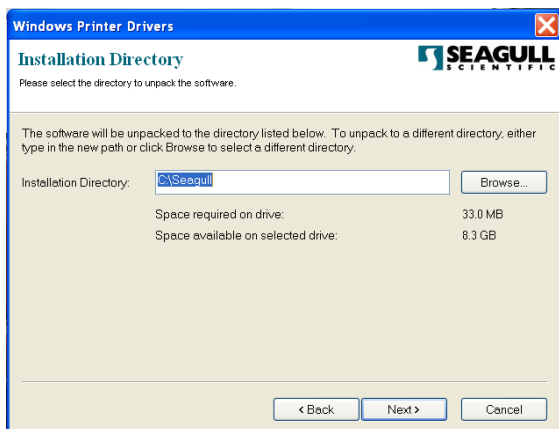 Windows Printer Drivers
Installation Directory
SEAGULL
SCIENTIFIC
Please select the directory to unpack the software.
The software will be unpacked to the directory listed below. To unpack to a different directory, either
type in the new path or click Browse to select a different directory.
Installation Directory: C:\Seagull Browse...
Space required on drive: 33.0 MB
Space available on selected drive: 8.3 GB
< Back Next > Cancel